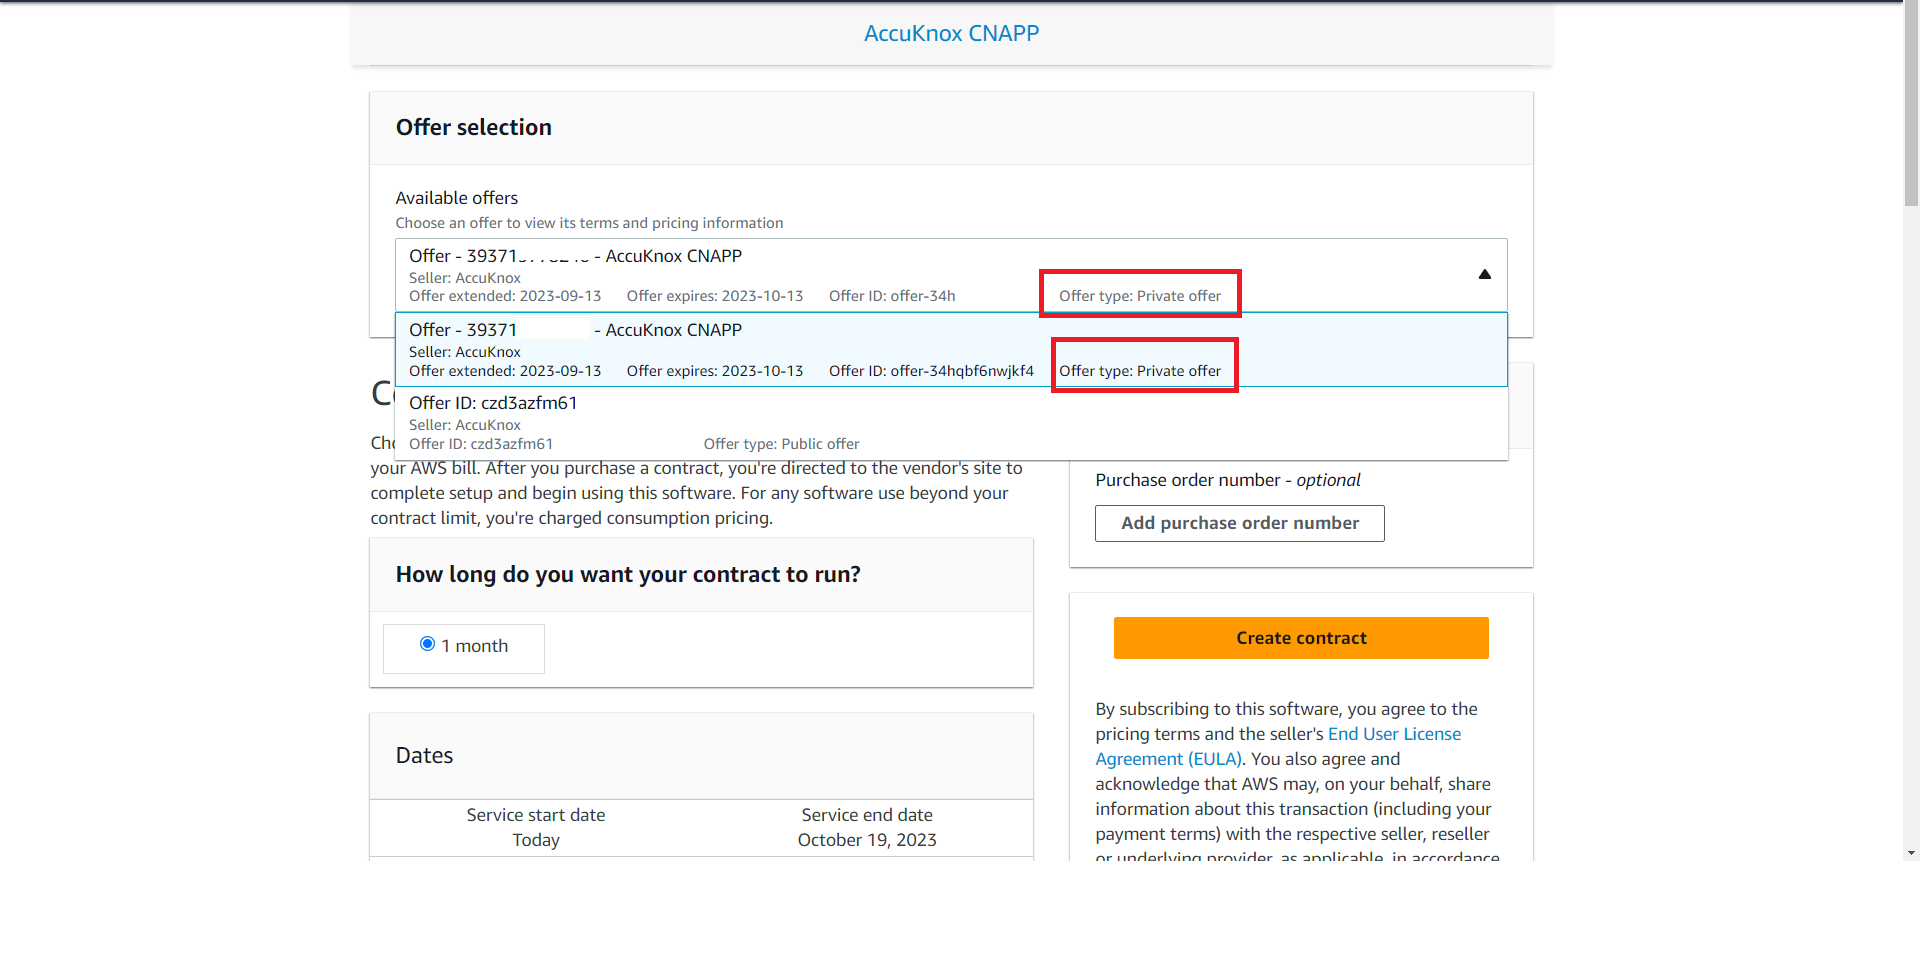 AccuKnox CNAPP
Offer selection
Available offers
Choose an offer to view its terms and pricing information
Offer - 39371 - AccuKnox CNAPP
Seller: AccuKnox
Offer extended: 2023-09-13 Offer expires: 2023-10-13 Offer ID: offer-34h Offer type: Private offer
Offer - 39371 - AccuKnox CNAPP
Seller: AccuKnox
Offer extended: 2023-09-13 Offer expires: 2023-10-13 Offer ID: offer-34hqbf6nwjkf4 Offer type: Private offer
Offer ID: czd3azfm61
Seller: AccuKnox
Offer ID: czd3azfm61 Offer type: Public offer
your AWS bill. After you purchase a contract, you're directed to the vendor's site to
complete setup and begin using this software. For any software use beyond your
contract limit, you're charged consumption pricing.
How long do you want your contract to run?
1 month
Dates
Service start date Service end date
Today October 19, 2023
Purchase order number - optional
Add purchase order number
Create contract
By subscribing to this software, you agree to the
pricing terms and the seller's End User License
Agreement (EULA). You also agree and
acknowledge that AWS may, on your behalf, share
information about this transaction (including your
payment terms) with the respective seller, reseller
or underlying provider, as applicable, in accordance